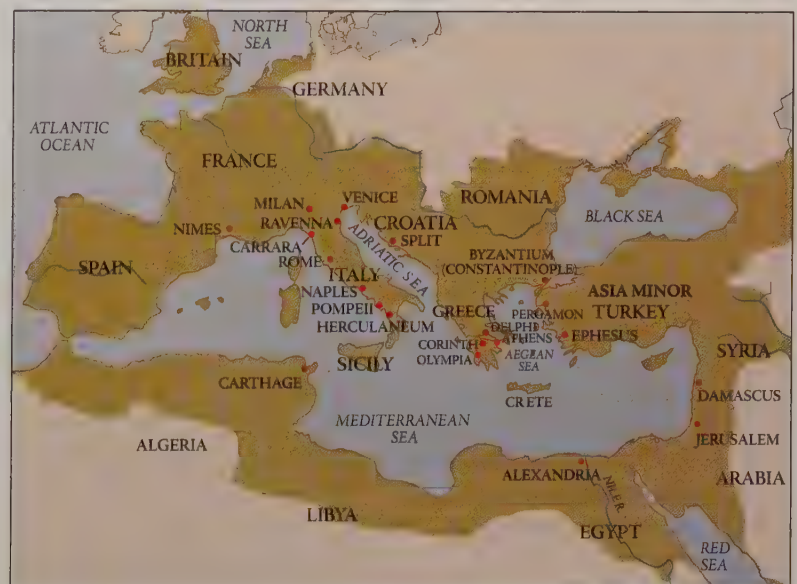 NORTH
SEA
BRITAIN
GERMANY
ATLANTIC
OCEAN
FRANCE
MILAN
VENICE
ROMANIA
NIMES
RAVENNA
CROATIA
BLACK SEA
CARRARA
SPLIT
ADRIATIC SEA
ROME
BYZANTIUM
(CONSTANTINOPLE)
SPAIN
ITALY
NAPLES
ASIA MINOR
TURKEY
POMPEII
GREECE
PERGAMON
HERCULANEUM
DELPHI
ATHENS
EPHESUS
CORINTH
OLYMPIA
AEGEAN
SEA
SYRIA
SICILY
CARTHAGE
CRETE
DAMASCUS
MEDITERRANEAN
SEA
JERUSALEM
ALGERIA
ALEXANDRIA
ARABIA
NILE R
LIBYA
EGYPT
RED
SEA